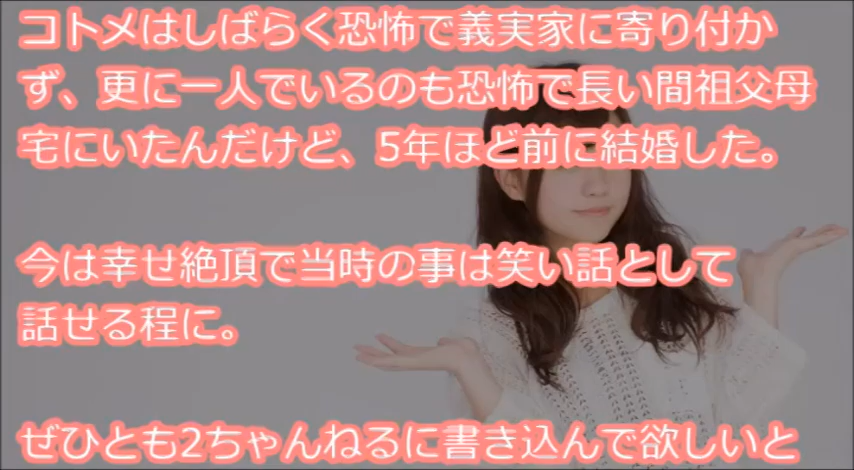 コトメはしばらく恐怖で義実家に寄り付か
ず、更に一人でいるのも恐怖で長い間祖父母
宅にいたんだけど、5年ほど前に結婚した。
今は幸せ絶頂で当時の事は笑い話として
話せる程に。
ぜひとも2ちゃんねるに書き込んで欲しいと